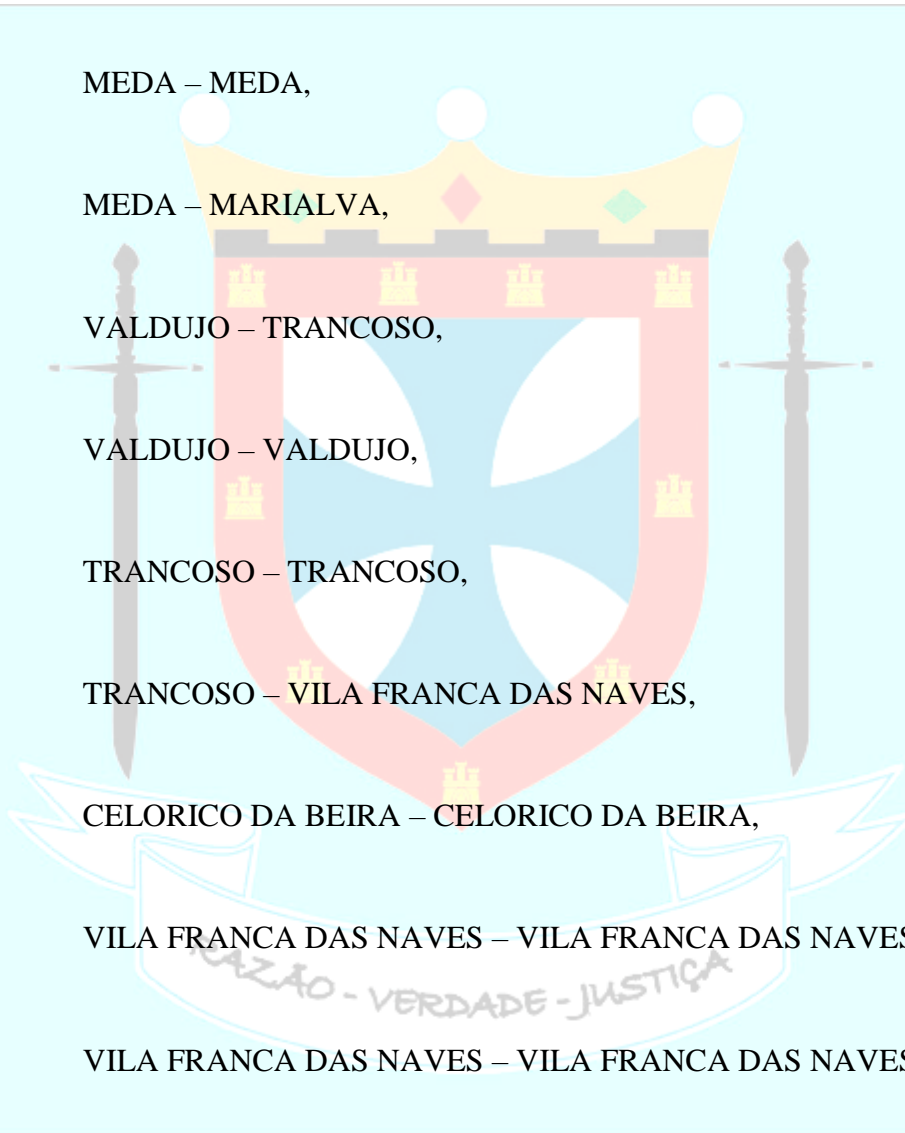 MEDA – MEDA,
MEDA – MARIALVA,
VALDUJO – TRANCOSO,
VALDUJO – VALDUJO,
TRANCOSO – TRANCOSO,
TRANCOSO – VILA FRANCA DAS NAVES,
CELORICO DA BEIRA – CELORICO DA BEIRA,
VILA FRANCA DAS NAVES – VILA FRANCA DAS NAVES
RAZÃO - VERDADE - JUSTIÇA
VILA FRANCA DAS NAVES – VILA FRANCA DAS NAVES